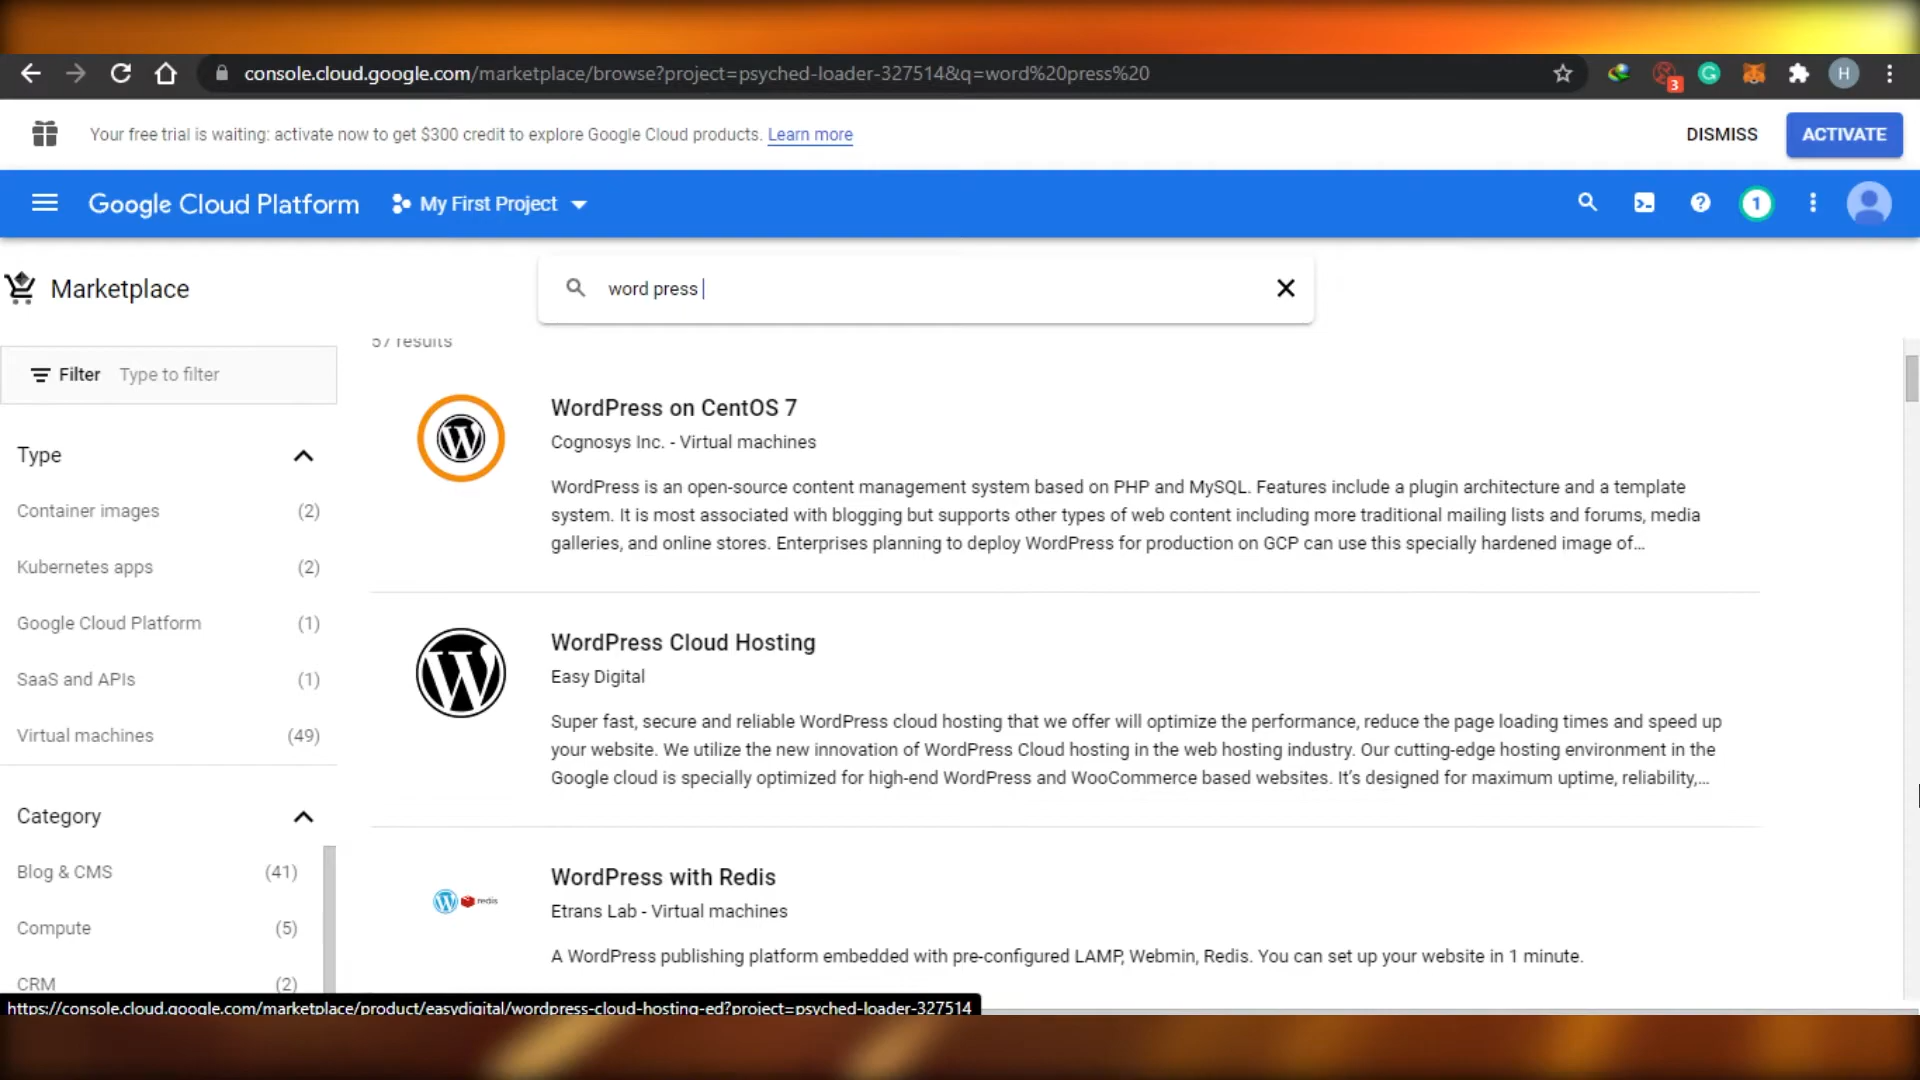 console.cloud.google.com/marketplace/browse?project=psyched-loader-327514&q=word%20press%20
3
G
H
Your free trial is waiting: activate now to get $300 credit to explore Google Cloud products. Learn more
DISMISS
ACTIVATE
Google Cloud Platform
My First Project
?
1
Marketplace
word press
57 results
Filter Type to filter
Type
Container images (2)
Kubernetes apps (2)
Google Cloud Platform (1)
SaaS and APIs (1)
Virtual machines (49)
Category
Blog & CMS (41)
Compute (5)
CRM (2)
WordPress on CentOS 7
Cognosys Inc. - Virtual machines
WordPress is an open-source content management system based on PHP and MySQL. Features include a plugin architecture and a template
system. It is most associated with blogging but supports other types of web content including more traditional mailing lists and forums, media
galleries, and online stores. Enterprises planning to deploy WordPress for production on GCP can use this specially hardened image of...
WordPress Cloud Hosting
Easy Digital
Super fast, secure and reliable WordPress cloud hosting that we offer will optimize the performance, reduce the page loading times and speed up
your website. We utilize the new innovation of WordPress Cloud hosting in the web hosting industry. Our cutting-edge hosting environment in the
Google cloud is specially optimized for high-end WordPress and WooCommerce based websites. It's designed for maximum uptime, reliability,...
redis
WordPress with Redis
Etrans Lab - Virtual machines
A WordPress publishing platform embedded with pre-configured LAMP, Webmin, Redis. You can set up your website in 1 minute.
https://console.cloud.google.com/marketplace/product/easydigital/wordpress-cloud-hosting-ed?project=psyched-loader-327514